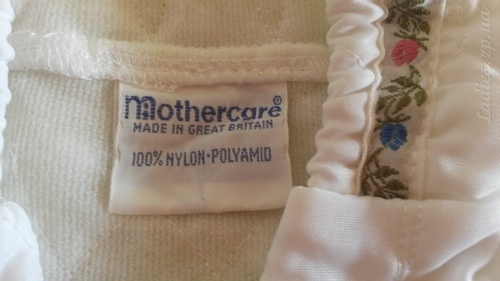 mothercare®
MADE IN GREAT BRITAIN
100% NYLON·POLYAMID